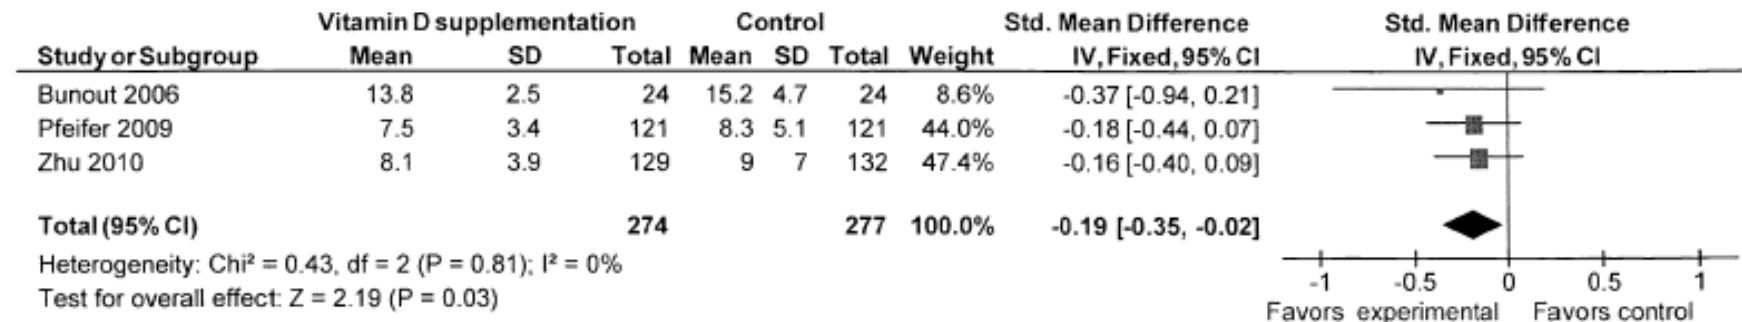 Vitamin D supplementation Control Std. Mean Difference Std. Mean Difference
Study or Subgroup Mean SD Total Mean SD Total Weight IV, Fixed, 95% CI IV, Fixed, 95% CI
Bunout 2006 13.8 2.5 24 15.2 4.7 24 8.6% -0.37 [-0.94, 0.21]
Pfeifer 2009 7.5 3.4 121 8.3 5.1 121 44.0% -0.18 [-0.44, 0.07]
Zhu 2010 8.1 3.9 129 9 7 132 47.4% -0.16 [-0.40, 0.09]
Total (95% CI) 274 277 100.0% -0.19 [-0.35, -0.02]
Heterogeneity: Chi² = 0.43, df = 2 (P = 0.81); I² = 0%
Test for overall effect: Z = 2.19 (P = 0.03)
-1 -0.5 0 0.5 1
Favors experimental Favors control